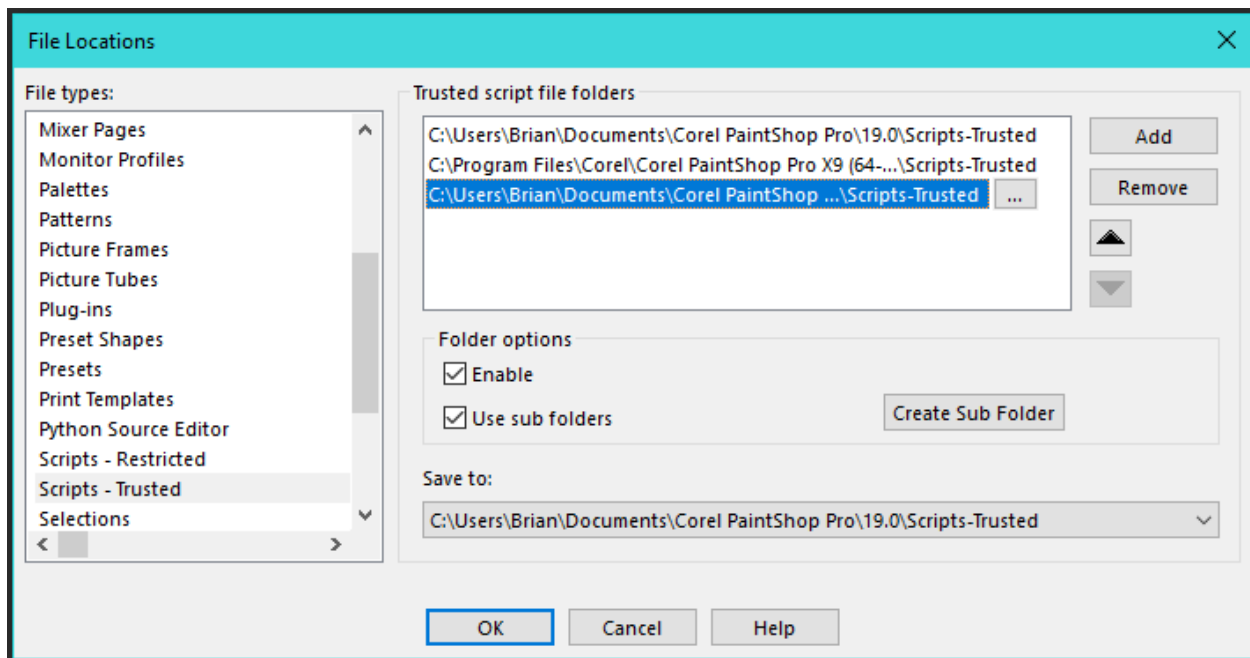 File Locations
File types:
Mixer Pages
Monitor Profiles
Palettes
Patterns
Picture Frames
Picture Tubes
Plug-ins
Preset Shapes
Presets
Print Templates
Python Source Editor
Scripts - Restricted
Scripts - Trusted
Selections
Trusted script file folders
C:\Users\Brian\Documents\Corel PaintShop Pro\19.0\Scripts-Trusted
C:\Program Files\Corel\Corel PaintShop Pro X9 (64-...\Scripts-Trusted
C:\Users\Brian\Documents\Corel PaintShop ...\Scripts-Trusted
...
Add
Remove
Folder options
Enable
Use sub folders
Create Sub Folder
Save to:
C:\Users\Brian\Documents\Corel PaintShop Pro\19.0\Scripts-Trusted
OK
Cancel
Help